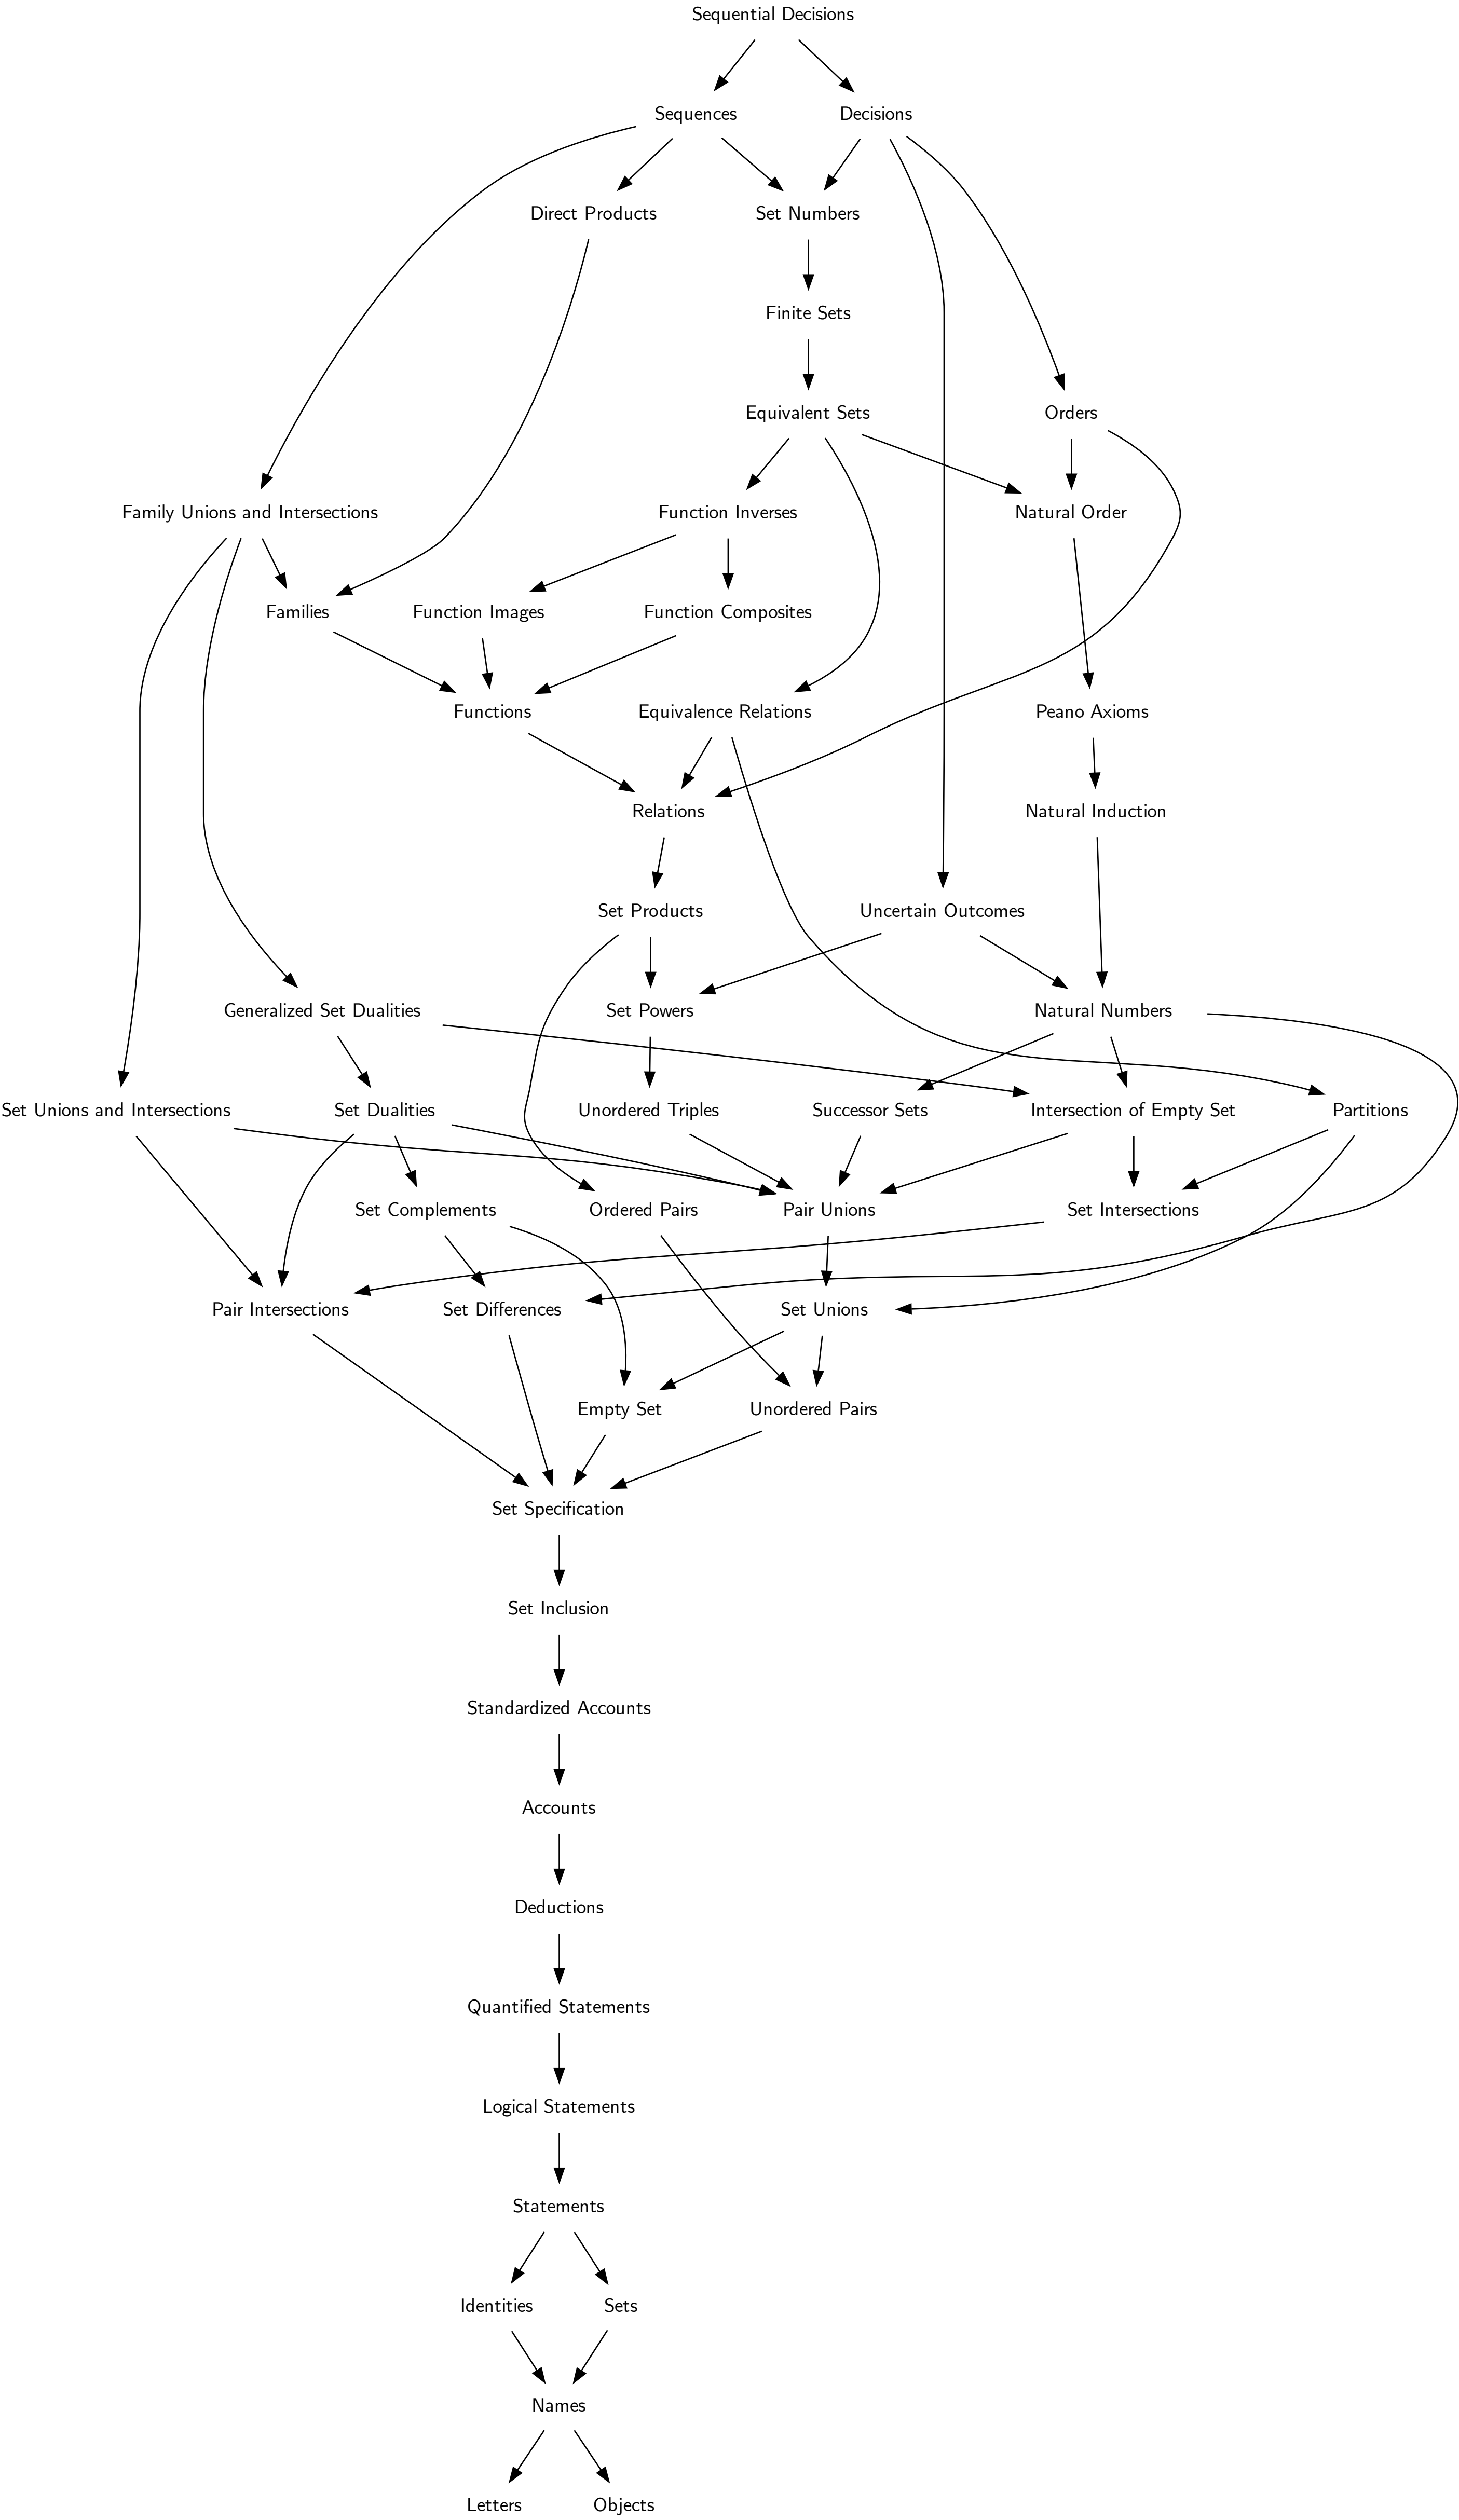 Sequential Decisions
Sequences
Decisions
Direct Products
Set Numbers
Finite Sets
Equivalent Sets
Orders
Family Unions and Intersections
Function Inverses
Natural Order
Families
Function Images
Function Composites
Functions
Equivalence Relations
Peano Axioms
Relations
Natural Induction
Set Products
Uncertain Outcomes
Generalized Set Dualities
Set Powers
Natural Numbers
Set Unions and Intersections
Set Dualities
Unordered Triples
Successor Sets
Intersection of Empty Set
Partitions
Set Complements
Ordered Pairs
Pair Unions
Set Intersections
Pair Intersections
Set Differences
Set Unions
Empty Set
Unordered Pairs
Set Specification
Set Inclusion
Standardized Accounts
Accounts
Deductions
Quantified Statements
Logical Statements
Statements
Identities
Sets
Names
Letters
Objects